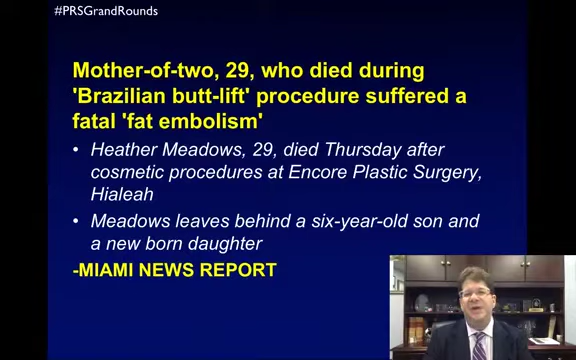 #PRSGrandRounds
Mother-of-two, 29, who died during
'Brazilian butt-lift' procedure suffered a
fatal 'fat embolism'
• Heather Meadows, 29, died Thursday after
cosmetic procedures at Encore Plastic Surgery,
Hialeah
• Meadows leaves behind a six-year-old son and
a new born daughter
-MIAMI NEWS REPORT